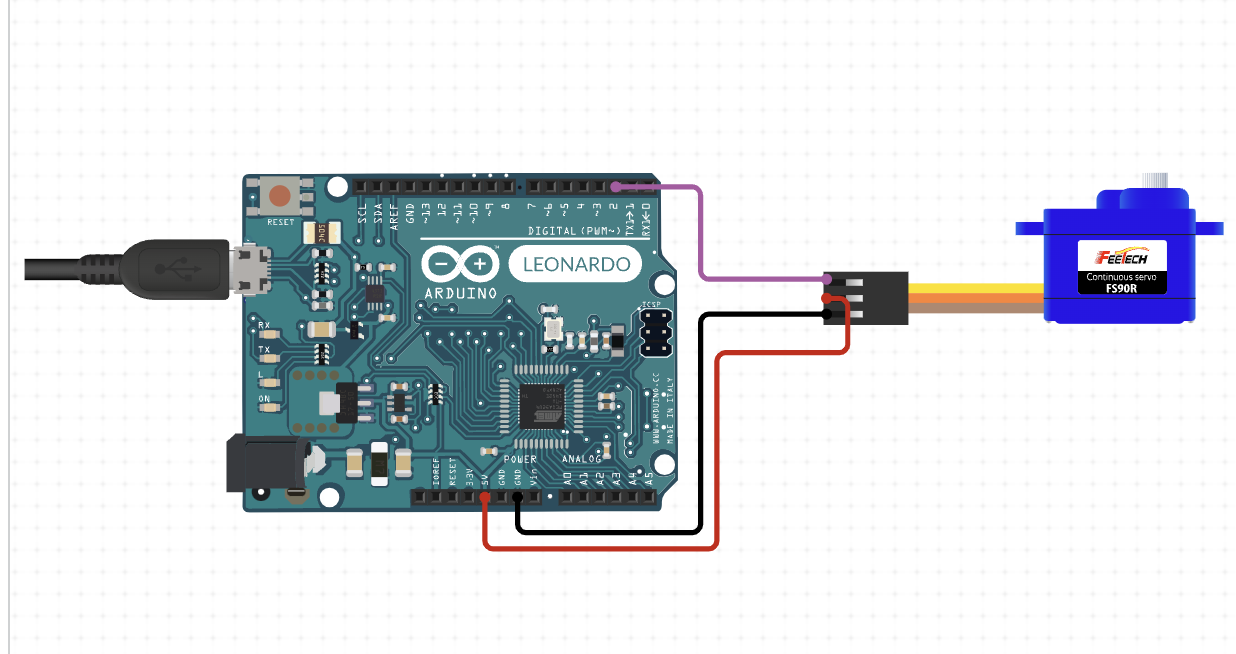 RESET
SCL
SDA
AREF
GND
~13
12
~11
~10
~9
8
7
~6
~5
4
~3
2
TX1→1
RX1←0
DIGITAL (PWM~)
LEONARDO
ARDUINO
ICSP
RX
TX
L
ON
WWW.ARDUINO.CC
MADE IN ITALY
POWER
ANALOG
IOREF
RESET
3.3V
5V
GND
GND
Vin
A0
A1
A2
A3
A4
A5
FEETECH
Continuous servo
FS90R